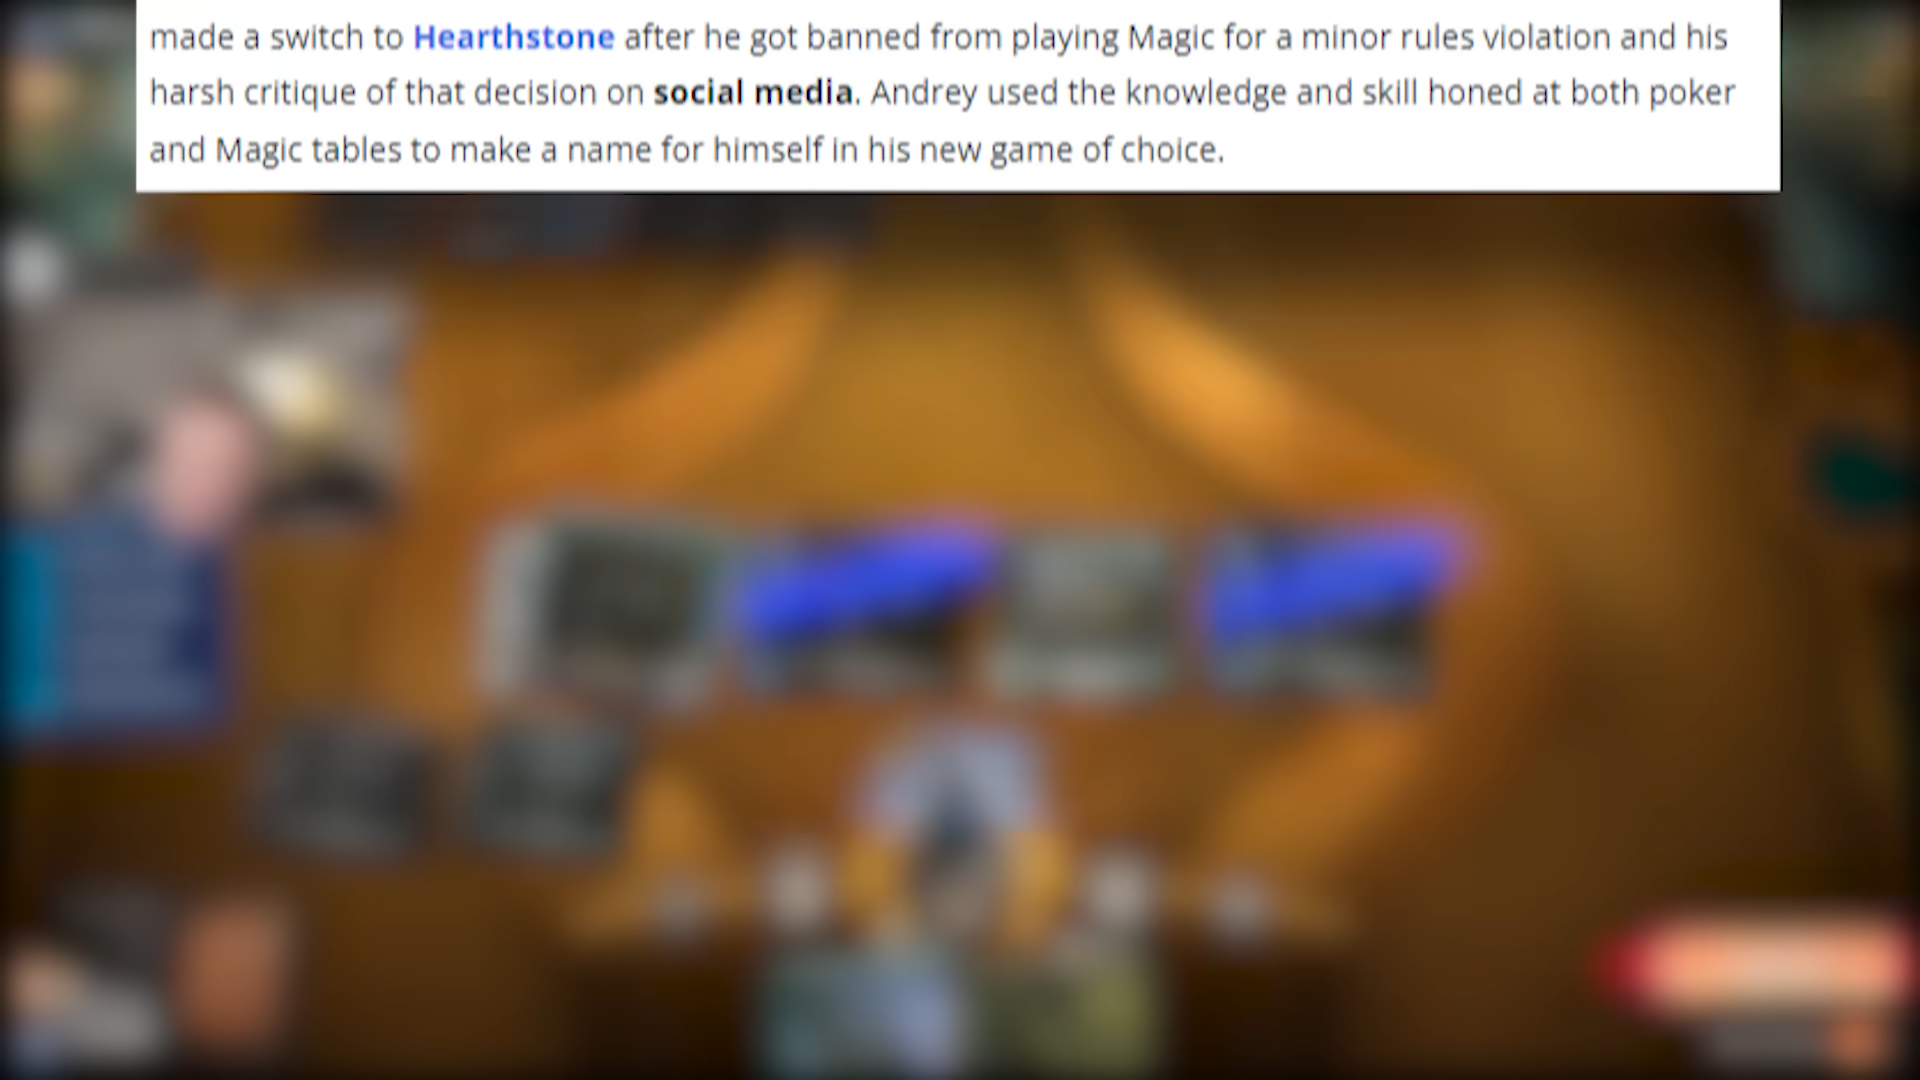 made a switch to Hearthstone after he got banned from playing Magic for a minor rules violation and his
harsh critique of that decision on social media. Andrey used the knowledge and skill honed at both poker
and Magic tables to make a name for himself in his new game of choice.